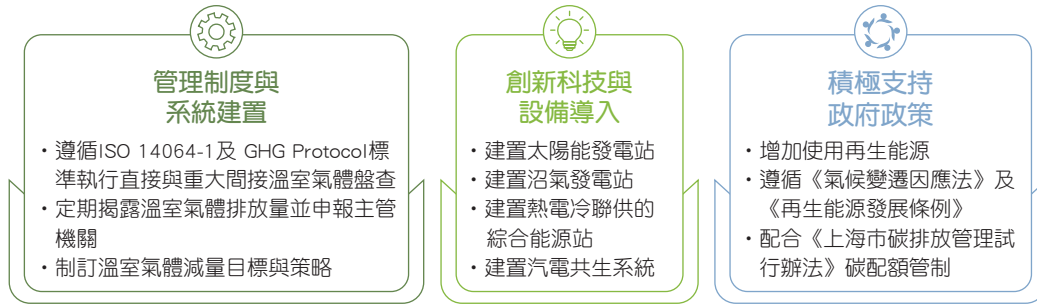 管理制度與
系統建置
・遵循ISO 14064-1及 GHG Protocol標
準執行直接與重大間接溫室氣體盤查
・定期揭露溫室氣體排放量並申報主管
機關
・制訂溫室氣體減量目標與策略
創新科技與
設備導入
・建置太陽能發電站
・建置沼氣發電站
・建置熱電冷聯供的
綜合能源站
・建置汽電共生系統
積極支持
政府政策
・增加使用再生能源
・遵循《氣候變遷因應法》及
《再生能源發展條例》
・配合《上海市碳排放管理試
行辦法》碳配額管制